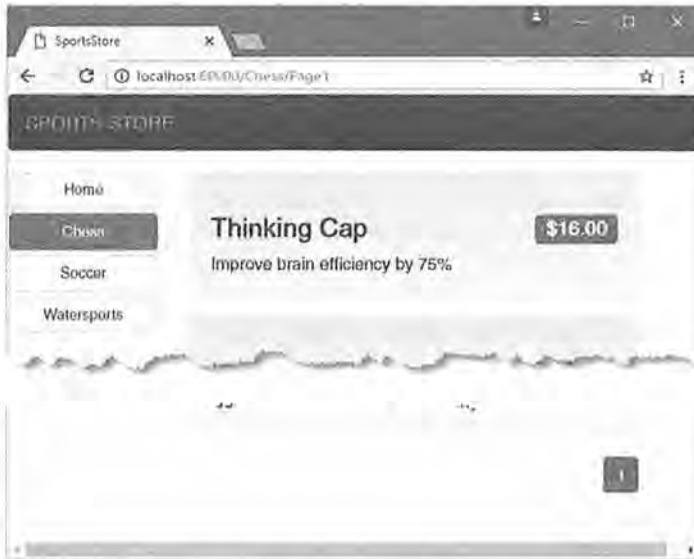 SportsStore
localhost:60000/Chess/Page1
SPORTS STORE
Home
Chess
Soccer
Watersports
Thinking Cap
$16.00
Improve brain efficiency by 75%
1